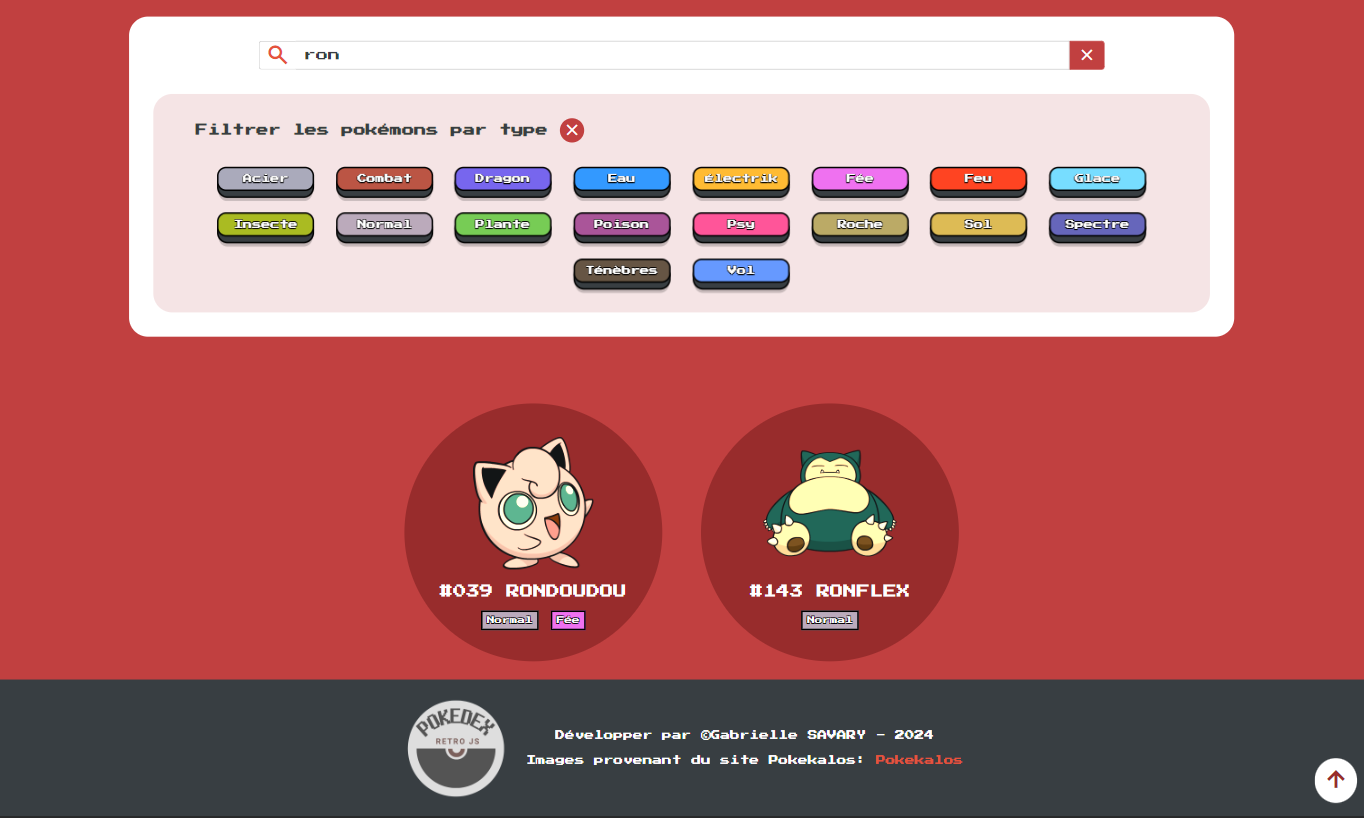 ron
Filtrer les pokémons par type
Acier Combat Dragon Eau Électrik Fée Feu Glace
Insecte Normal Plante Poison Psy Roche Sol Spectre
Ténèbres Vol
#039 RONDOUDOU
Normal Fée
#143 RONFLEX
Normal
POKEDEX
RETRO JS
Développer par ©Gabrielle SAVARY - 2024
Images provenant du site Pokekalos: Pokekalos